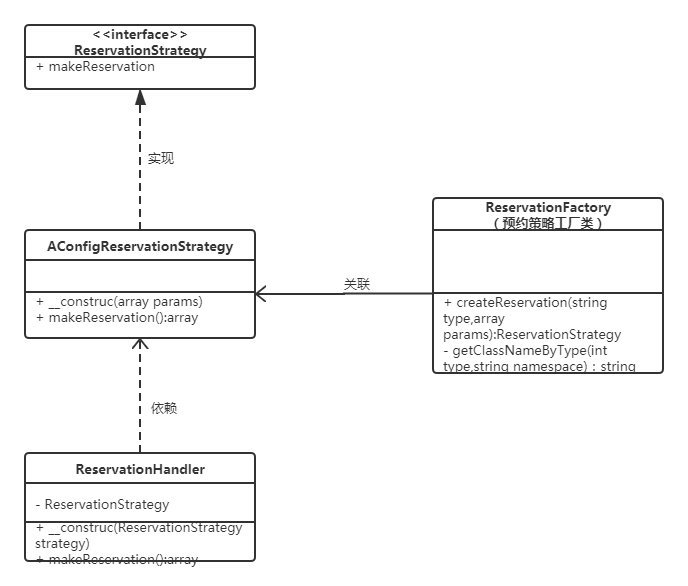 <<interface>>
ReservationStrategy
+ makeReservation
实现
ReservationFactory
（预约策略工厂类）
AConfigReservationStrategy
关联
+ __construc(array params)
+ makeReservation():array
+ createReservation(string
type,array
params):ReservationStrategy
- getClassNameByType(int
type,string namespace)：string
依赖
ReservationHandler
- ReservationStrategy
+ __construc(ReservationStrategy
strategy)
+ makeReservation():array